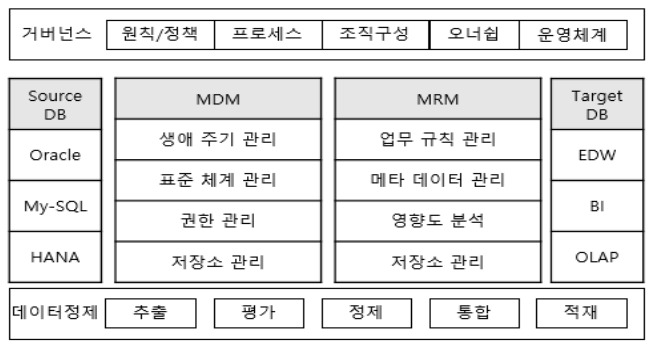 거버넌스 원칙/정책 프로세스 조직구성 오너쉽 운영체계
Source
DB
Oracle
My-SQL
HANA
MDM
생애 주기 관리
표준 체계 관리
권한 관리
저장소 관리
MRM
업무 규칙 관리
메타 데이터 관리
영향도 분석
저장소 관리
Target
DB
EDW
BI
OLAP
데이터정제 추출 평가 정제 통합 적재